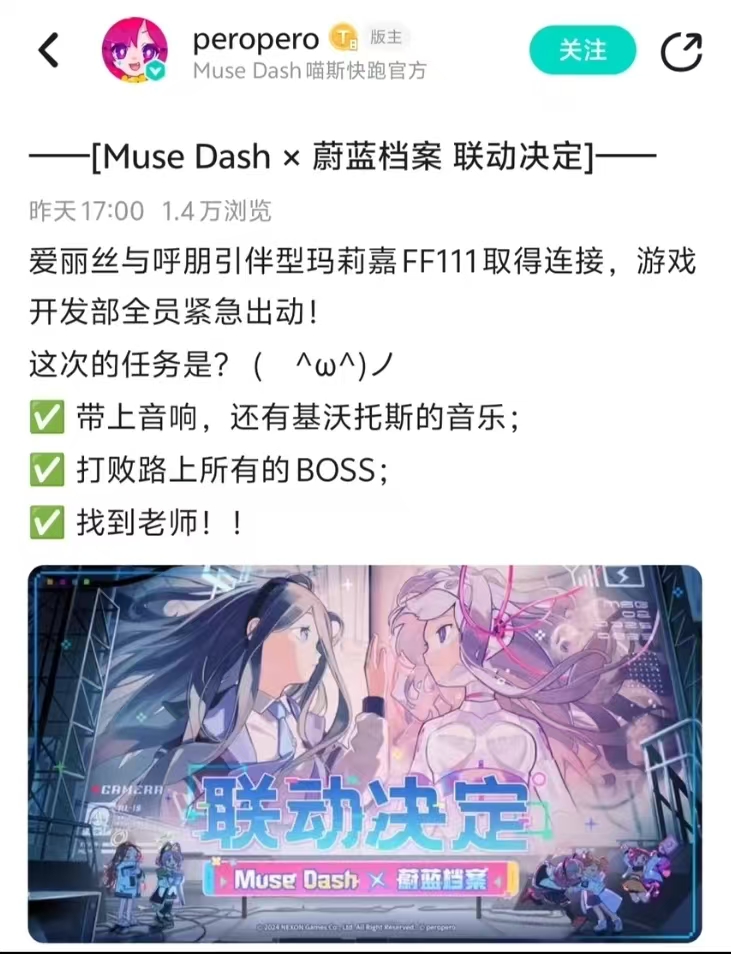 peropero 版主
Muse Dash喵斯快跑官方
关注
——[Muse Dash × 蔚蓝档案 联动决定]——
昨天17:00 1.4万浏览
爱丽丝与呼朋引伴型玛莉嘉FF111取得连接，游戏
开发部全员紧急出动！
这次的任务是？ ( ^ω^)ノ
✅ 带上音响，还有基沃托斯的音乐；
✅ 打败路上所有的BOSS；
✅ 找到老师！！
CAMERA
联动决定
Muse Dash × 蔚蓝档案
© 2024 NEXON Games Co., Ltd. All Right Reserved. © peropero